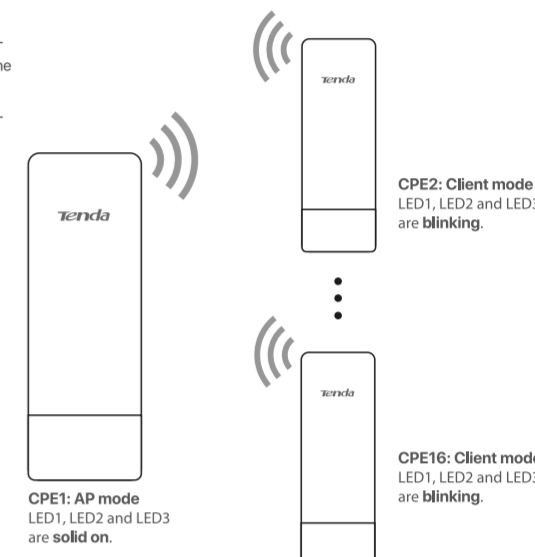 Tenda
CPE1: AP mode
LED1, LED2 and LED3
are solid on.
Tenda
CPE2: Client mode
LED1, LED2 and LED3
are blinking.
Tenda
CPE16: Client mode
LED1, LED2 and LED3
are blinking.